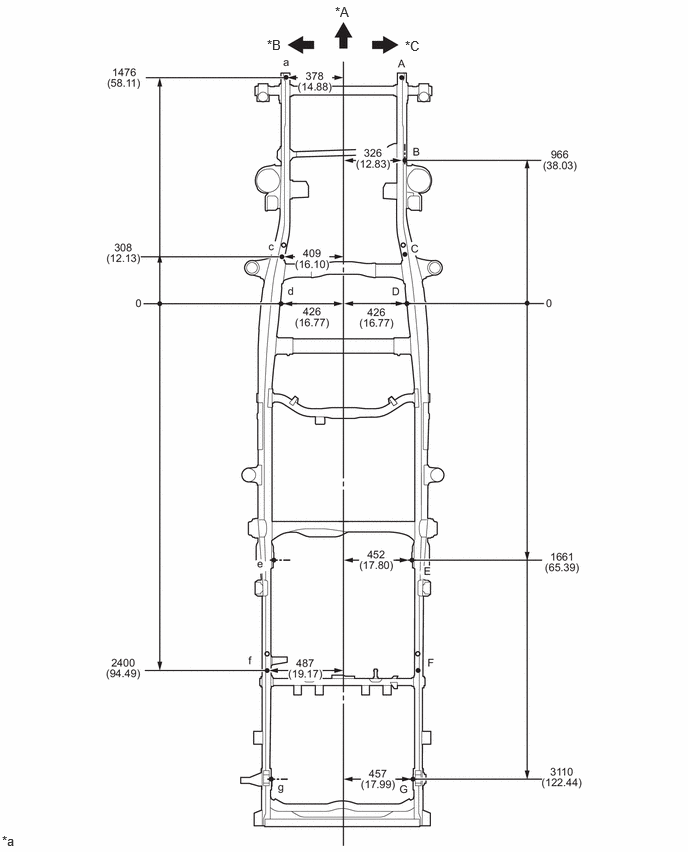 *A
*B
*C
a
A
1476
(58.11)
378
(14.88)
326
(12.83)
B
966
(38.03)
c
C
308
(12.13)
409
(16.10)
d
D
0
426
(16.77)
426
(16.77)
0
e
452
(17.80)
E
1661
(65.39)
f
F
2400
(94.49)
487
(19.17)
g
457
(17.99)
G
3110
(122.44)
*a